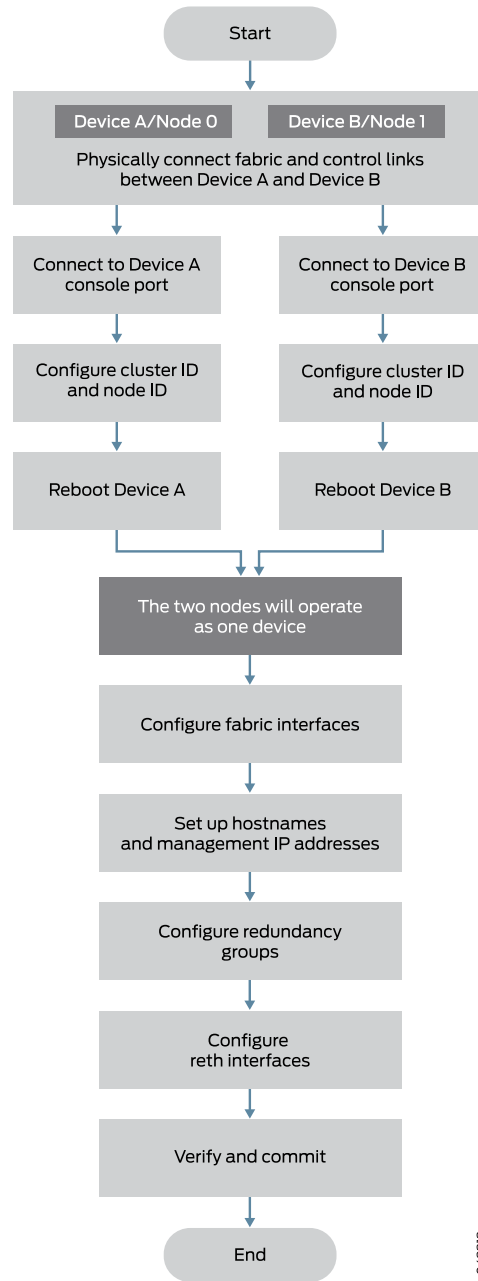 Start
Device A/Node 0
Device B/Node 1
Physically connect fabric and control links
between Device A and Device B
Connect to Device A
console port
Connect to Device B
console port
Configure cluster ID
and node ID
Configure cluster ID
and node ID
Reboot Device A
Reboot Device B
The two nodes will operate
as one device
Configure fabric interfaces
Set up hostnames
and management IP addresses
Configure redundancy
groups
Configure
reth interfaces
Verify and commit
End